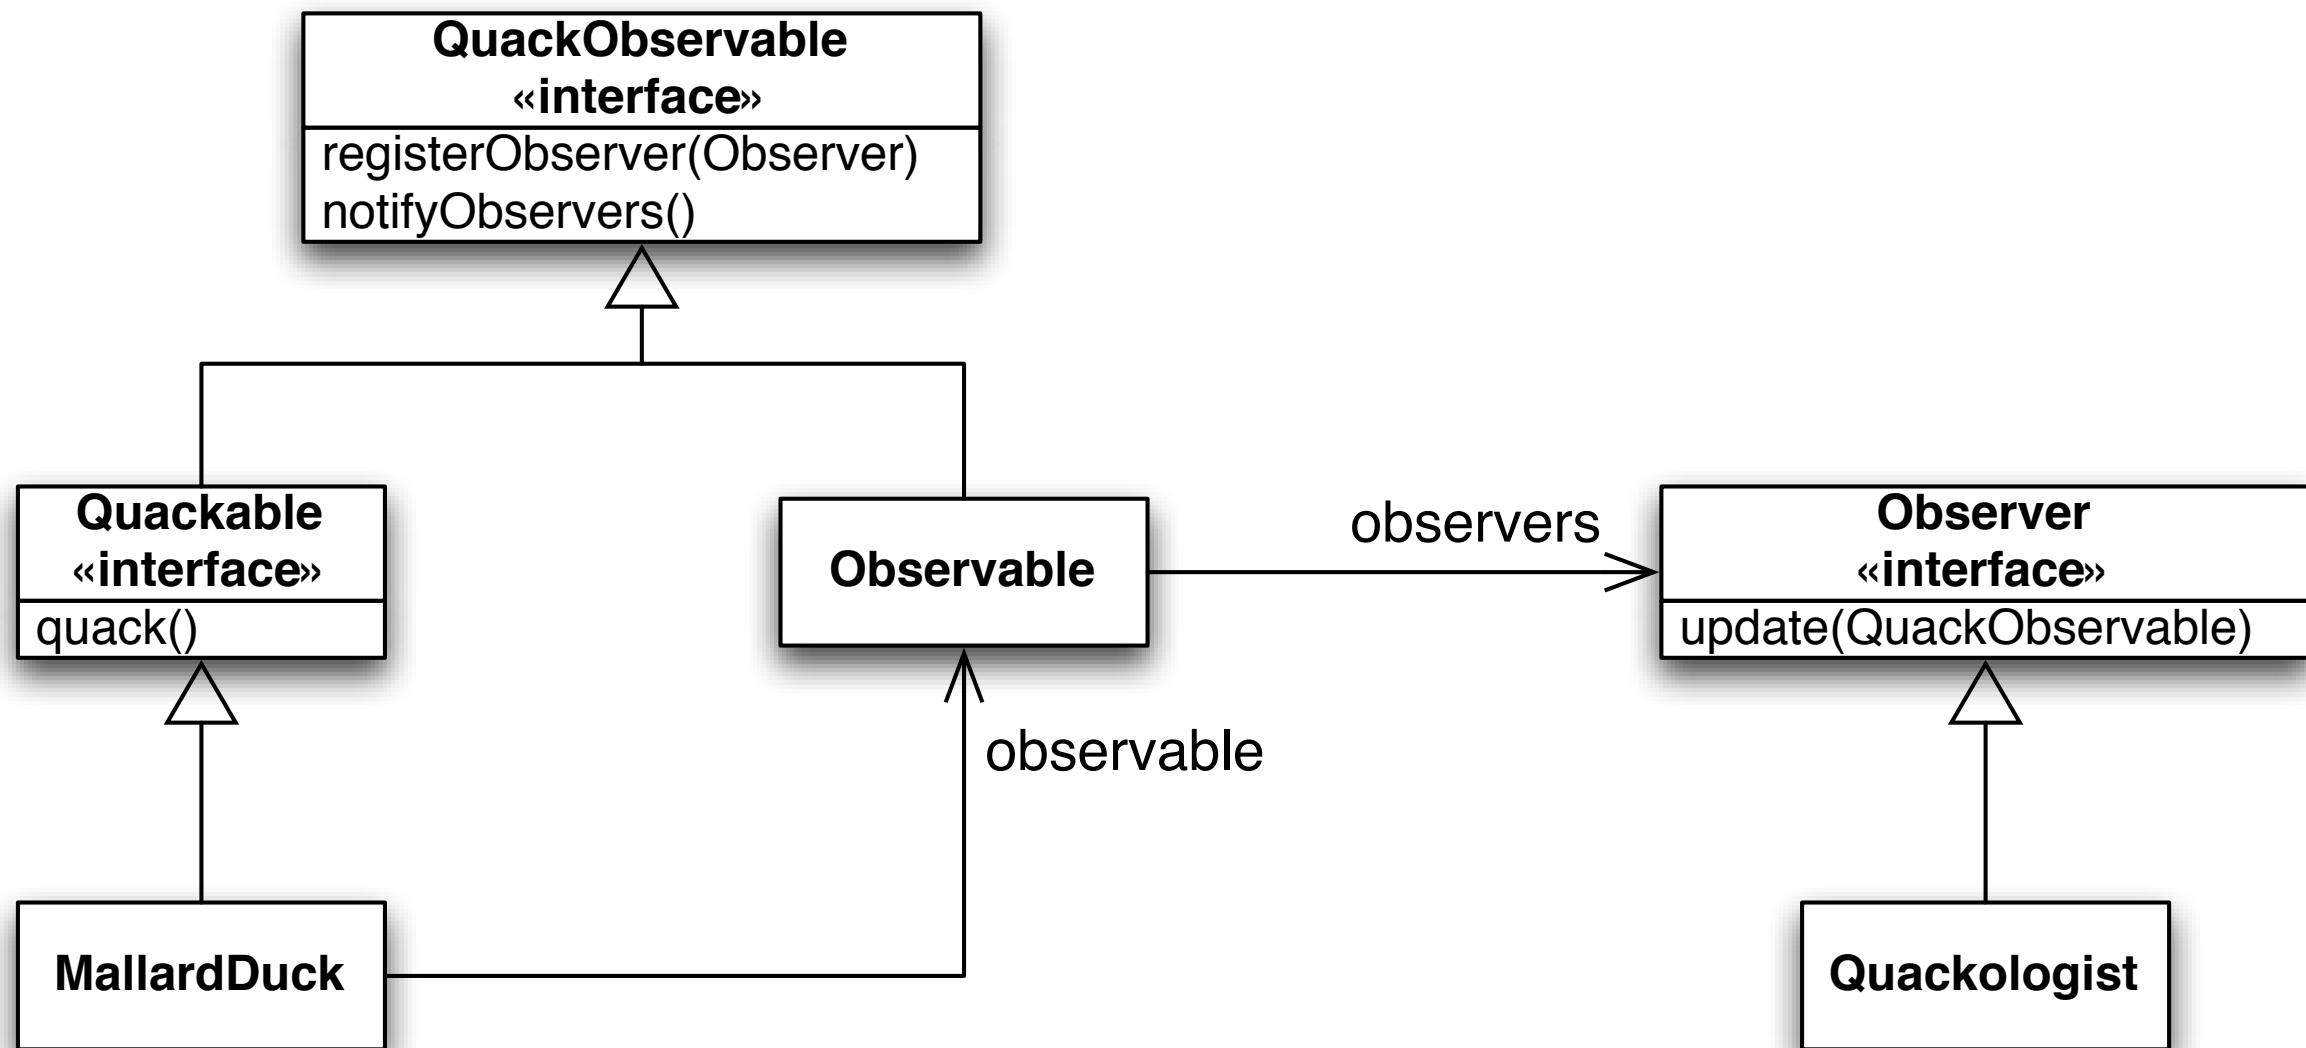 QuackObservable
«interface»
registerObserver(Observer)
notifyObservers()
Quackable
«interface»
quack()
Observable
observers
Observer
«interface»
update(QuackObservable)
observable
MallardDuck
Quackologist